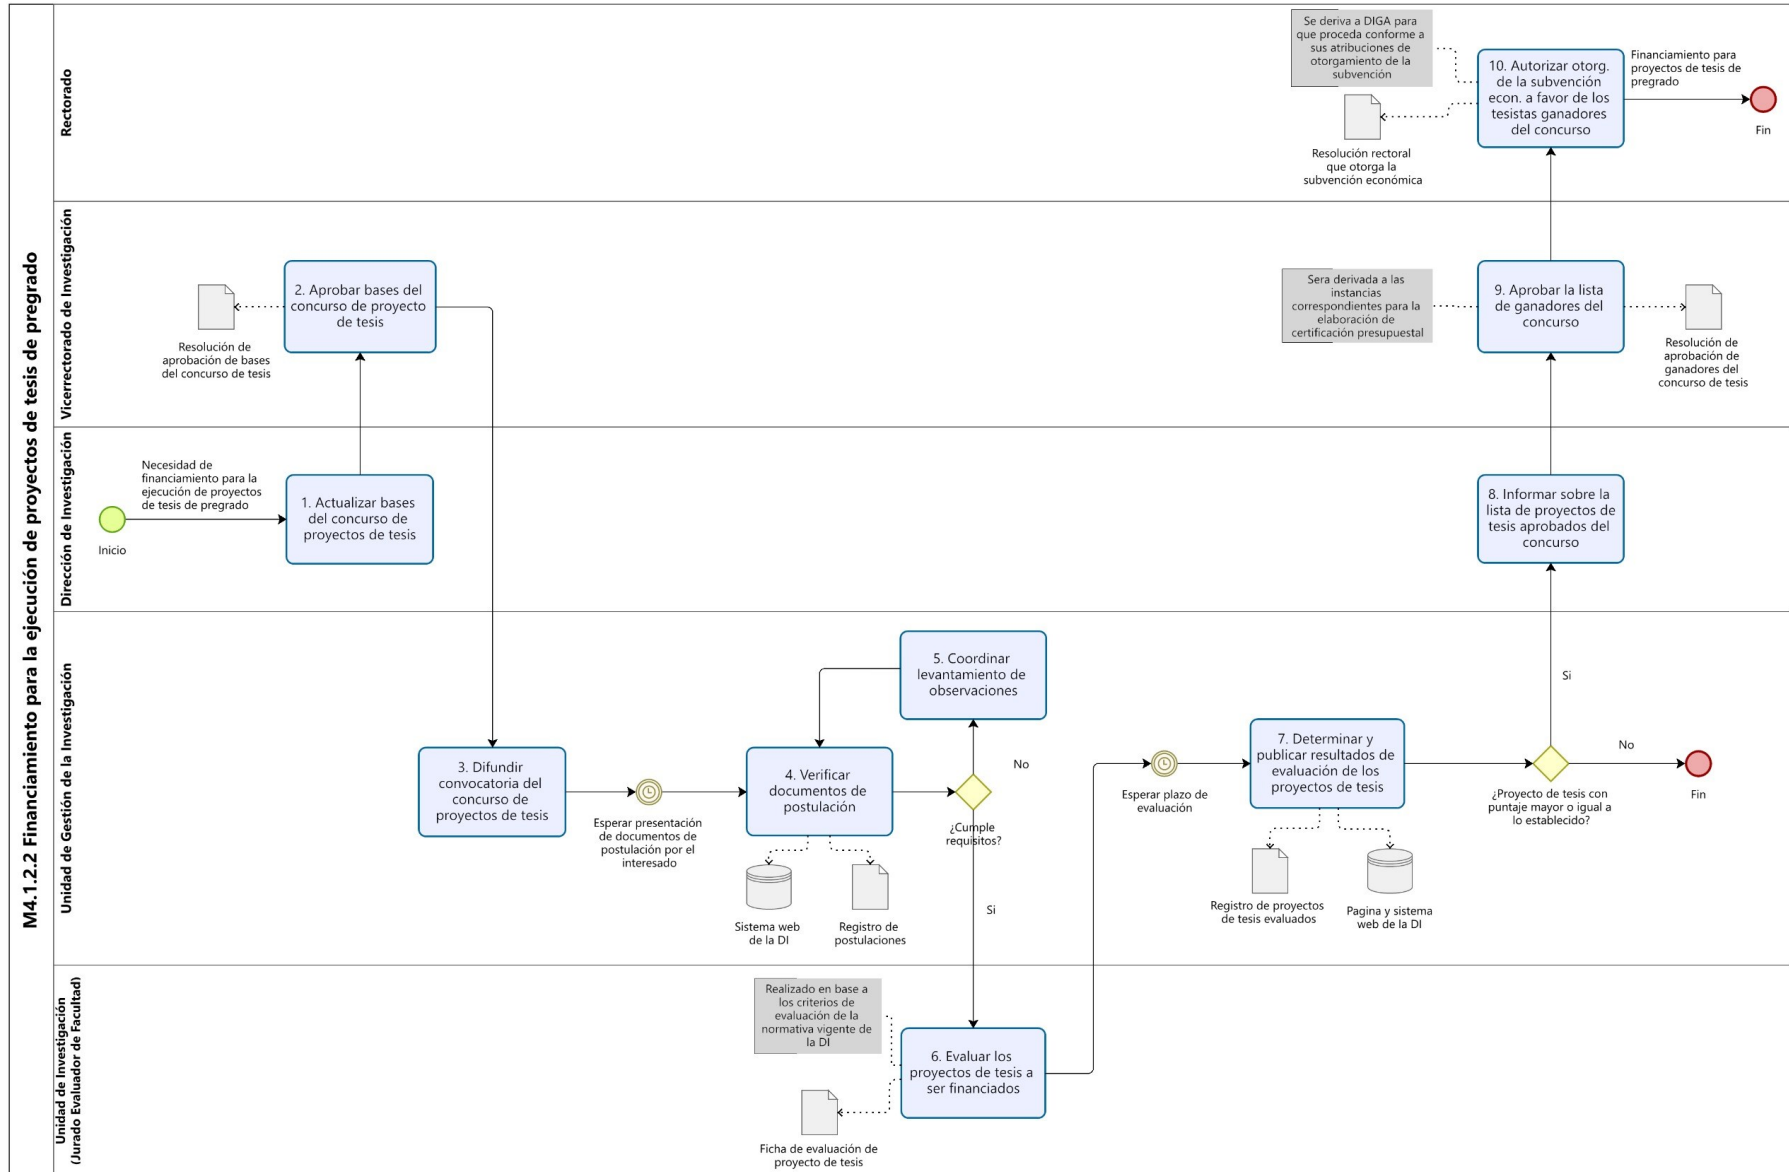 M4.1.2.2 Financiamiento para la ejecución de proyectos de tesis de pregrado
Rectorado
Se deriva a DIGA para
que proceda conforme a
sus atribuciones de
otorgamiento de la
subvención
Resolución rectoral
que otorga la
subvención económica
10. Autorizar otorg.
de la subvención
econ. a favor de los
tesistas ganadores
del concurso
Financiamiento para
proyectos de tesis de
pregrado
Fin
Vicerrectorado de Investigación
Resolución de
aprobación de bases
del concurso de tesis
2. Aprobar bases del
concurso de proyecto
de tesis
Sera derivada a las
instancias
correspondientes para la
elaboración de
certificación presupuestal
9. Aprobar la lista
de ganadores del
concurso
Resolución de
aprobación de
ganadores del
concurso de tesis
Dirección de Investigación
Inicio
Necesidad de
financiamiento para la
ejecución de proyectos
de tesis de pregrado
1. Actualizar bases
del concurso de
proyectos de tesis
8. Informar sobre la
lista de proyectos de
tesis aprobados del
concurso
Unidad de Gestión de la Investigación
3. Difundir
convocatoria del
concurso de
proyectos de tesis
Esperar presentación
de documentos de
postulación por el
interesado
4. Verificar
documentos de
postulación
Sistema web
de la DI
Registro de
postulaciones
5. Coordinar
levantamiento de
observaciones
No
¿Cumple
requisitos?
Si
Esperar plazo de
evaluación
7. Determinar y
publicar resultados de
evaluación de los
proyectos de tesis
Registro de proyectos
de tesis evaluados
Pagina y sistema
web de la DI
Si
No
¿Proyecto de tesis con
puntaje mayor o igual a
lo establecido?
Fin
Unidad de Investigación
(Jurado Evaluador de Facultad)
Realizado en base a
los criterios de
evaluación de la
normativa vigente de
la DI
Ficha de evaluación de
proyecto de tesis
6. Evaluar los
proyectos de tesis a
ser financiados